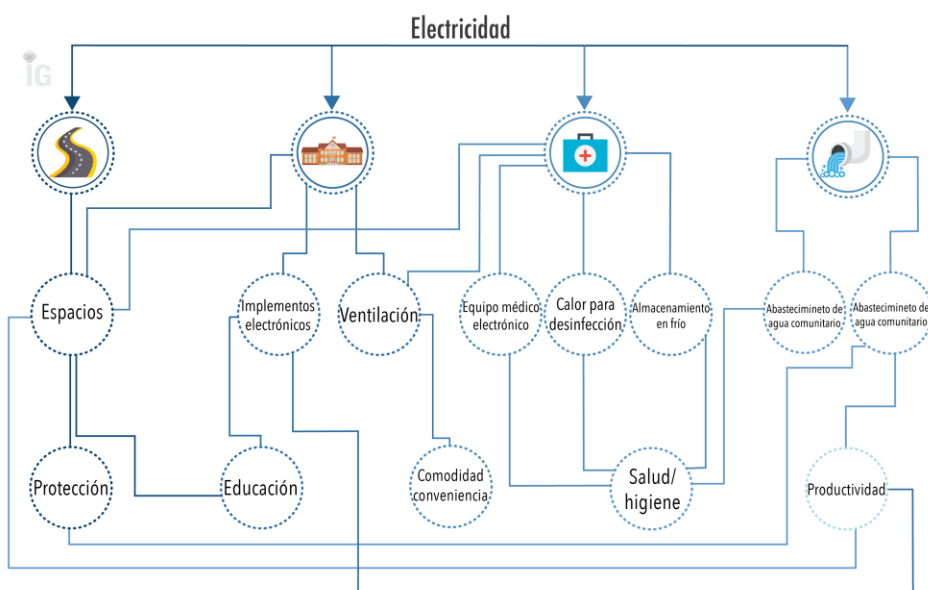 Electricidad
iG
Espacios
Implementos
electrónicos
Ventilación
Equipo médico
electrónico
Calor para
desinfección
Almacenamiento
en frío
Abastecimineto de
agua comunitario
Abastecimineto de
agua comunitario
Protección
Educación
Comodidad
conveniencia
Salud/
higiene
Productividad